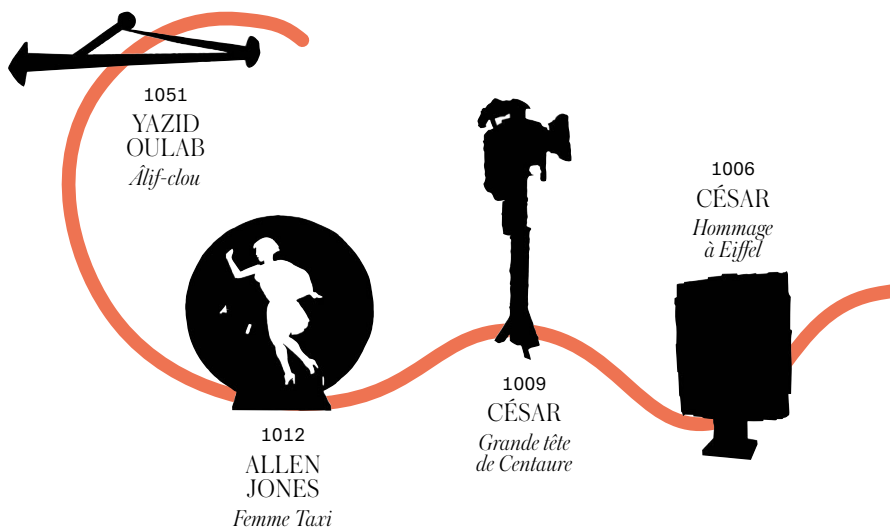 1051
YAZID
OULAB
Âlif-clou
1012
ALLEN
JONES
Femme Taxi
1009
CÉSAR
Grande tête
de Centaure
1006
CÉSAR
Hommage
à Eiffel